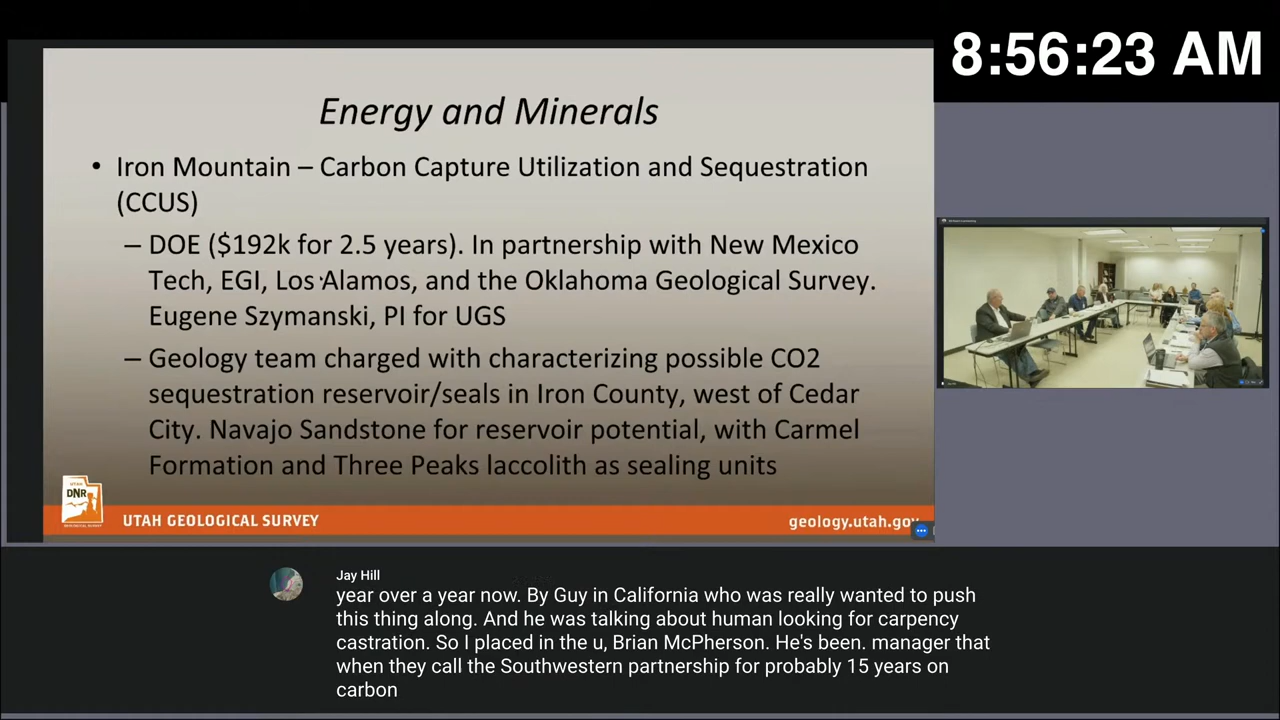 8:56:23 AM
Energy and Minerals
• Iron Mountain – Carbon Capture Utilization and Sequestration
(CCUS)
– DOE ($192k for 2.5 years). In partnership with New Mexico
Tech, EGI, Los Alamos, and the Oklahoma Geological Survey.
Eugene Szymanski, PI for UGS
– Geology team charged with characterizing possible CO2
sequestration reservoir/seals in Iron County, west of Cedar
City. Navajo Sandstone for reservoir potential, with Carmel
Formation and Three Peaks laccolith as sealing units
UTAH
DNR
UTAH GEOLOGICAL SURVEY
geology.utah.gov
Jay Hill
year over a year now. By Guy in California who was really wanted to push
this thing along. And he was talking about human looking for carpency
castration. So I placed in the u, Brian McPherson. He's been. manager that
when they call the Southwestern partnership for probably 15 years on
carbon